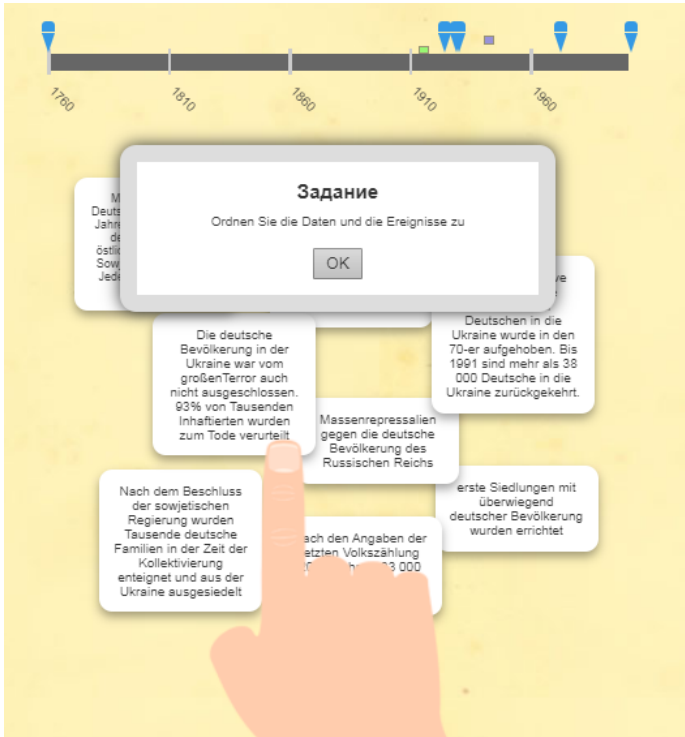 1760
1810
1860
1910
1960
Задание
Ordnen Sie die Daten und die Ereignisse zu
OK
Deutschen in die
Ukraine wurde in den
70-er aufgehoben. Bis
1991 sind mehr als 38
000 Deutsche in die
Ukraine zurückgekehrt.
Die deutsche
Bevölkerung in der
Ukraine war vom
großenTerror auch
nicht ausgeschlossen.
93% von Tausenden
Inhaftierten wurden
zum Tode verurteilt
Massenrepressalien
gegen die deutsche
Bevölkerung des
Russischen Reichs
Nach dem Beschluss
der sowjetischen
Regierung wurden
Tausende deutsche
Familien in der Zeit der
Kollektivierung
enteignet und aus der
Ukraine ausgesiedelt
erste Siedlungen mit
überwiegend
deutscher Bevölkerung
wurden errichtet
den Angaben der
Volkszählung
000